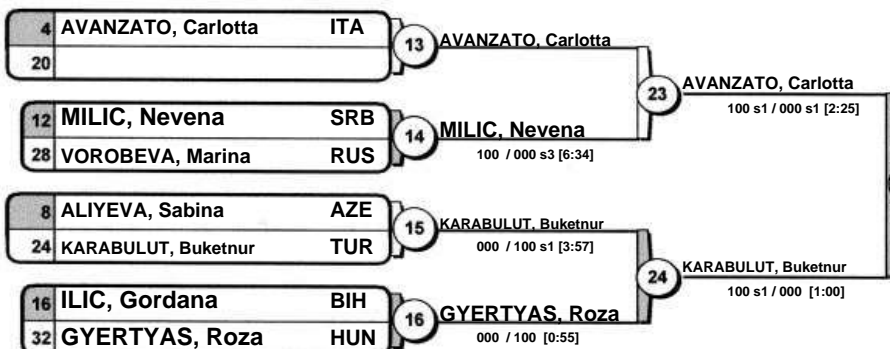 4 AVANZATO, Carlotta ITA
20
13 AVANZATO, Carlotta
12 MILIC, Nevena SRB
28 VOROBEVA, Marina RUS
14 MILIC, Nevena
100 / 000 s3 [6:34]
23 AVANZATO, Carlotta
100 s1 / 000 s1 [2:25]
8 ALIYEVA, Sabina AZE
24 KARABULUT, Buketnur TUR
15 KARABULUT, Buketnur
000 / 100 s1 [3:57]
16 ILIC, Gordana BIH
32 GYERTYAS, Roza HUN
16 GYERTYAS, Roza
000 / 100 [0:55]
24 KARABULUT, Buketnur
100 s1 / 000 [1:00]